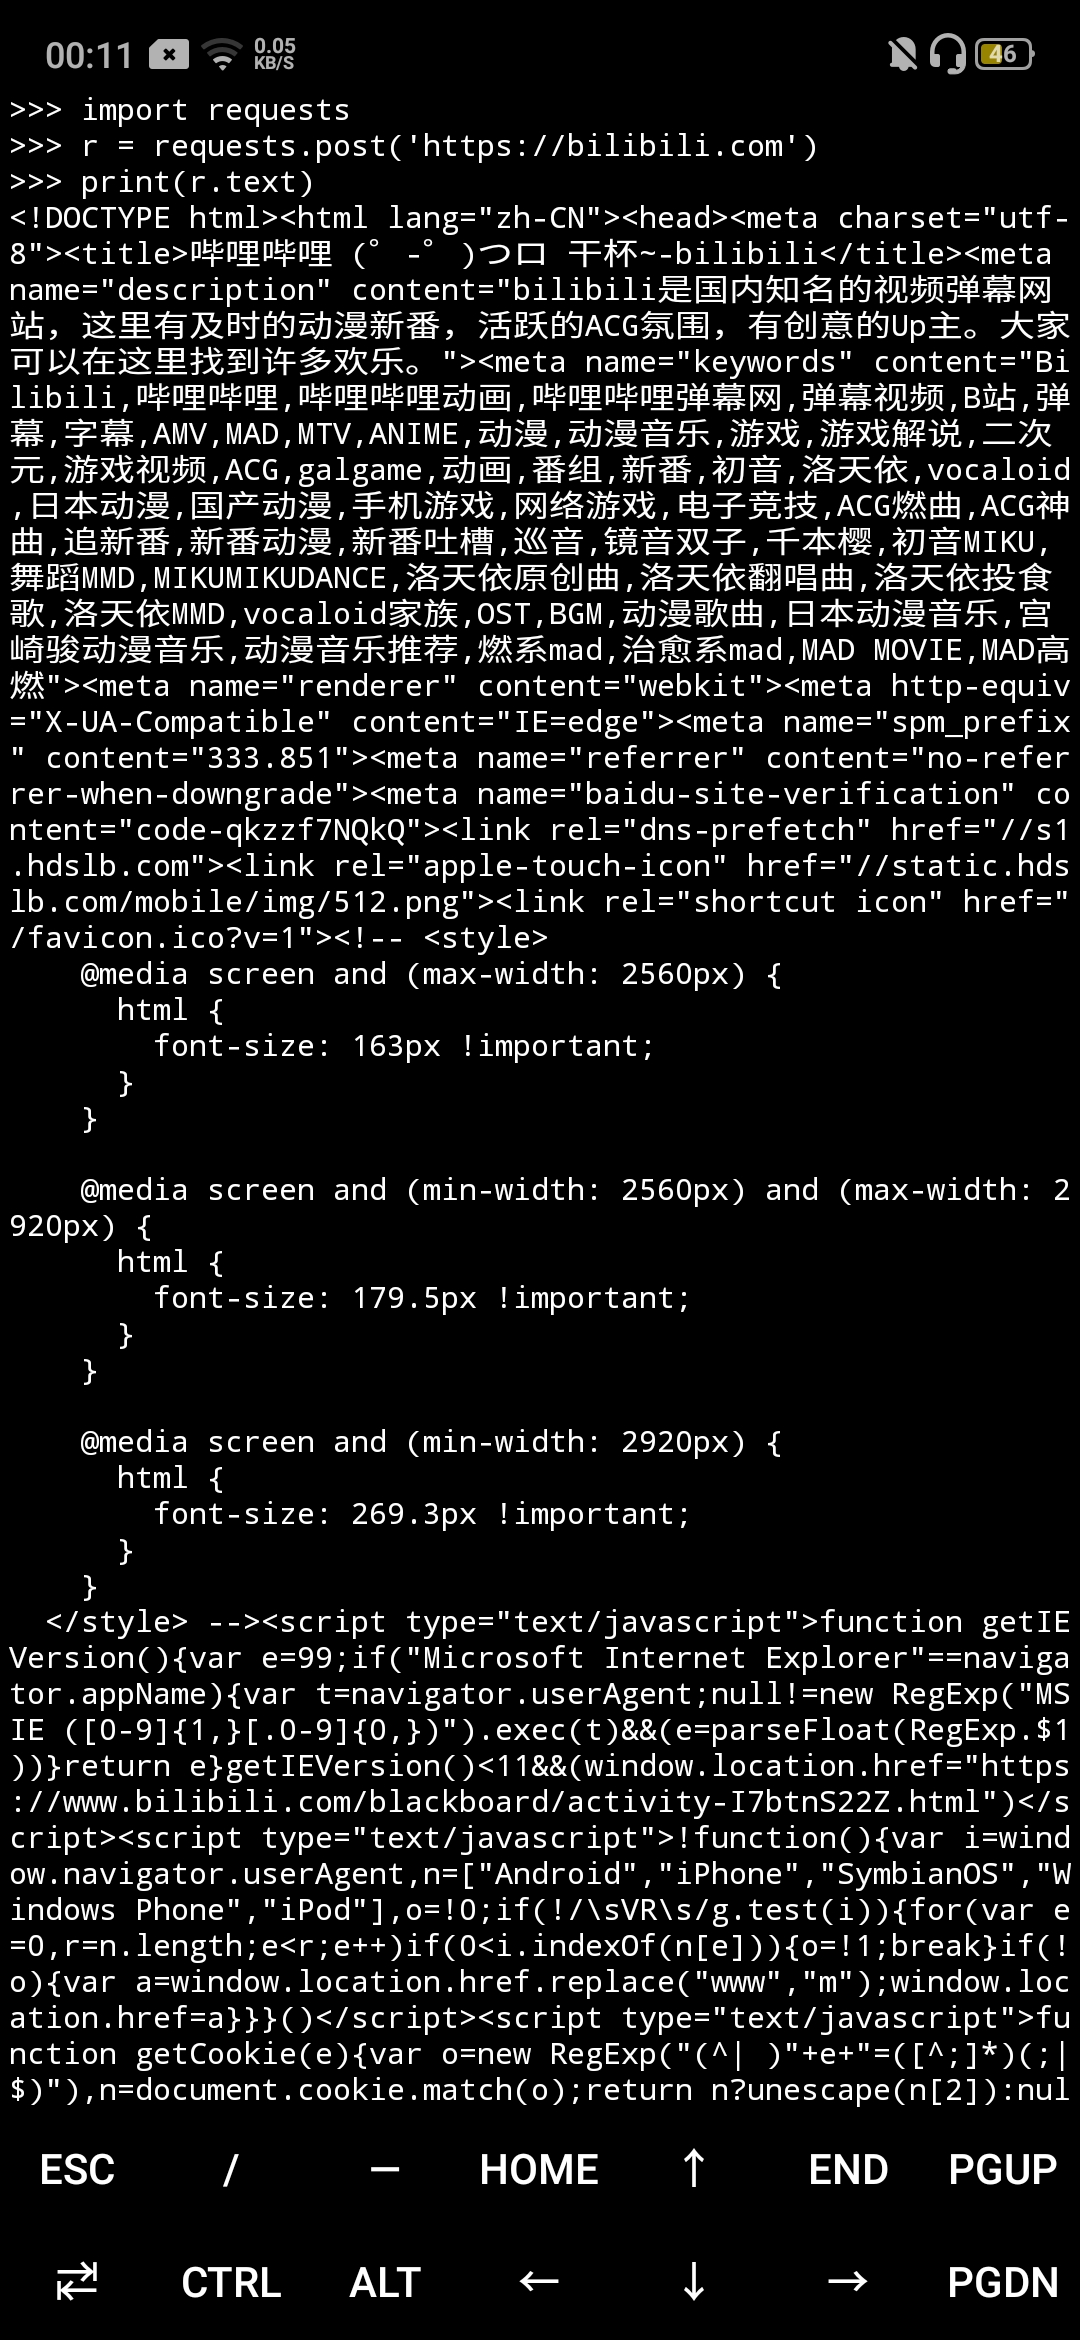 00:11
0.05
KB/S
46
>>> import requests
>>> r = requests.post('https://bilibili.com')
>>> print(r.text)
<!DOCTYPE html><html lang="zh-CN"><head><meta charset="utf-
8"><title>哔哩哔哩 (゜-゜)つロ 干杯~-bilibili</title><meta
name="description" content="bilibili是国内知名的视频弹幕网
站，这里有及时的动漫新番，活跃的ACG氛围，有创意的Up主。大家
可以在这里找到许多欢乐。"><meta name="keywords" content="Bi
libili,哔哩哔哩,哔哩哔哩动画,哔哩哔哩弹幕网,弹幕视频,B站,弹
幕,字幕,AMV,MAD,MTV,ANIME,动漫,动漫音乐,游戏,游戏解说,二次
元,游戏视频,ACG,galgame,动画,番组,新番,初音,洛天依,vocaloid
,日本动漫,国产动漫,手机游戏,网络游戏,电子竞技,ACG燃曲,ACG神
曲,追新番,新番动漫,新番吐槽,巡音,镜音双子,千本樱,初音MIKU,
舞蹈MMD,MIKUMIKUDANCE,洛天依原创曲,洛天依翻唱曲,洛天依投食
歌,洛天依MMD,vocaloid家族,OST,BGM,动漫歌曲,日本动漫音乐,宫
崎骏动漫音乐,动漫音乐推荐,燃系mad,治愈系mad,MAD MOVIE,MAD高
燃"><meta name="renderer" content="webkit"><meta http-equiv
="X-UA-Compatible" content="IE=edge"><meta name="spm_prefix
" content="333.851"><meta name="referrer" content="no-refer
rer-when-downgrade"><meta name="baidu-site-verification" co
ntent="code-qkzzf7NQkQ"><link rel="dns-prefetch" href="//s1
.hdslb.com"><link rel="apple-touch-icon" href="//static.hds
lb.com/mobile/img/512.png"><link rel="shortcut icon" href="
/favicon.ico?v=1"><!-- <style>
    @media screen and (max-width: 2560px) {
      html {
        font-size: 163px !important;
      }
    }
    @media screen and (min-width: 2560px) and (max-width: 2
920px) {
      html {
        font-size: 179.5px !important;
      }
    }
    @media screen and (min-width: 2920px) {
      html {
        font-size: 269.3px !important;
      }
    }
  </style> --><script type="text/javascript">function getIE
Version(){var e=99;if("Microsoft Internet Explorer"==naviga
tor.appName){var t=navigator.userAgent;null!=new RegExp("MS
IE ([0-9]{1,}[.0-9]{0,})").exec(t)&&(e=parseFloat(RegExp.$1
))}return e}getIEVersion()<11&&(window.location.href="https
://www.bilibili.com/blackboard/activity-I7btnS22Z.html")</s
cript><script type="text/javascript">!function(){var i=wind
ow.navigator.userAgent,n=["Android","iPhone","SymbianOS","W
indows Phone","iPod"],o=!0;if(!/\sVR\s/g.test(i)){for(var e
=0,r=n.length;e<r;e++)if(0<i.indexOf(n[e])){o=!1;break}if(!
o){var a=window.location.href.replace("www","m");window.loc
ation.href=a}}}()</script><script type="text/javascript">fu
nction getCookie(e){var o=new RegExp("(^| )"+e+"=([^;]*)(;|
$)"),n=document.cookie.match(o);return n?unescape(n[2]):nul
ESC / — HOME ↑ END PGUP
⇄ CTRL ALT ← ↓ → PGDN